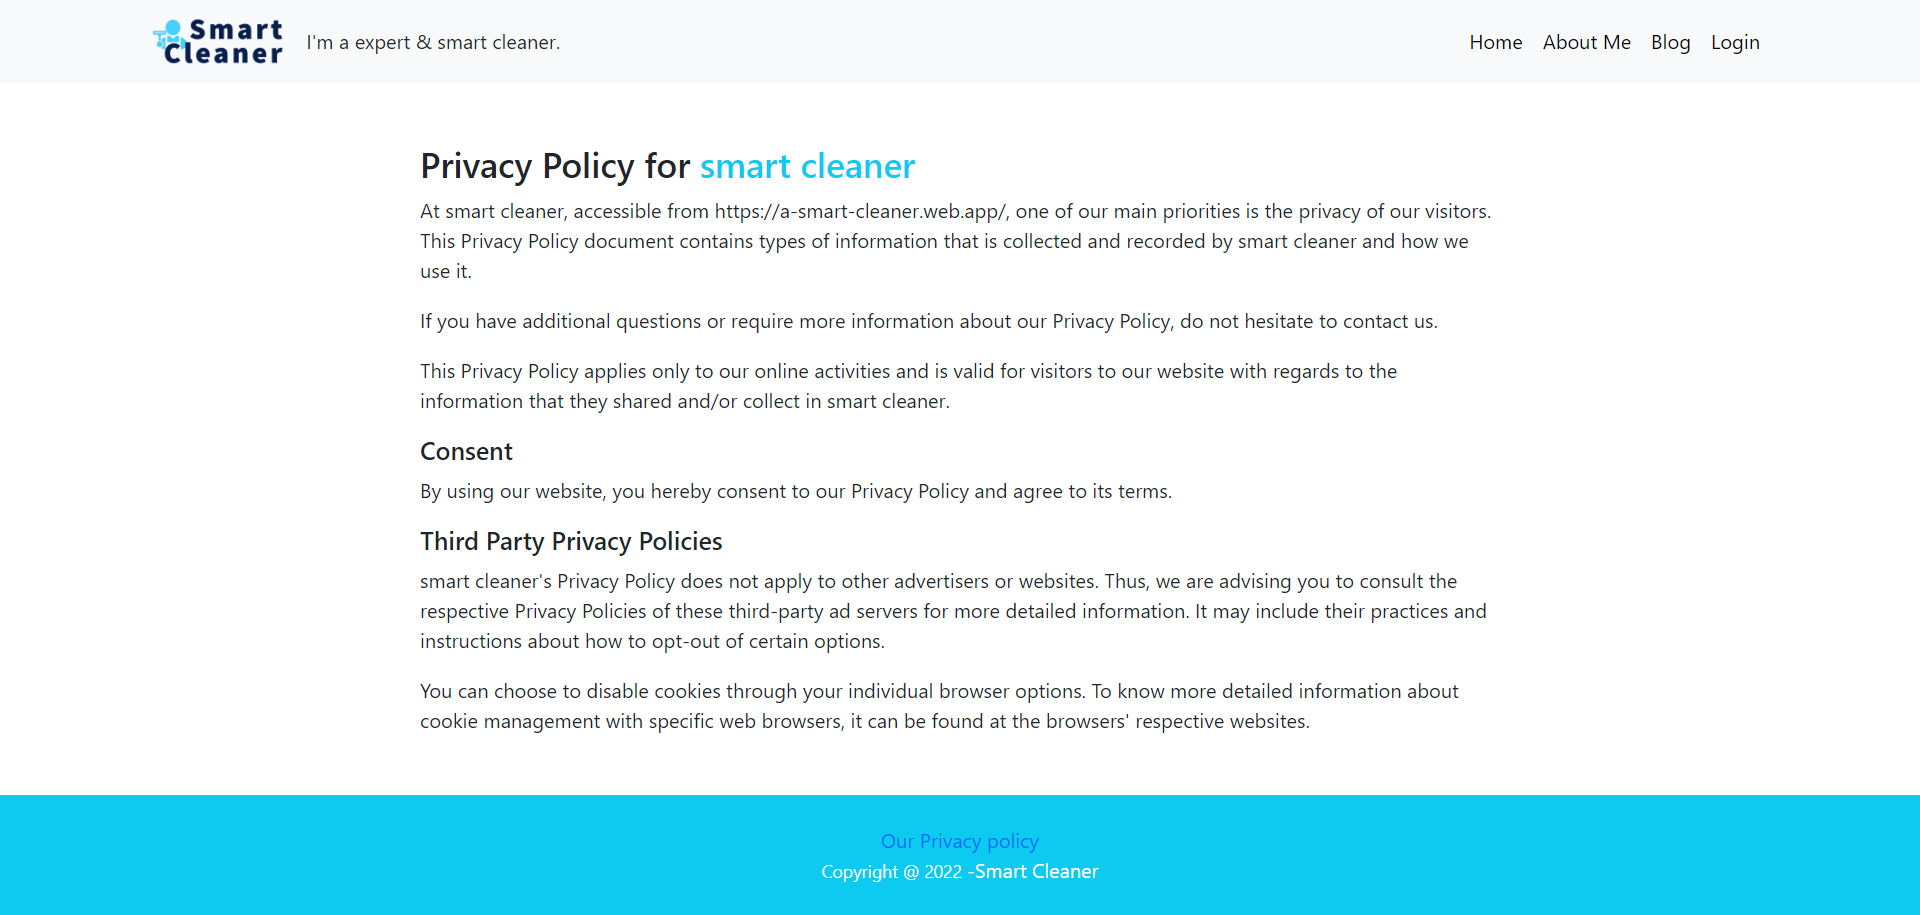 Smart
Cleaner
I'm a expert & smart cleaner.
Home About Me Blog Login
Privacy Policy for smart cleaner
At smart cleaner, accessible from https://a-smart-cleaner.web.app/, one of our main priorities is the privacy of our visitors.
This Privacy Policy document contains types of information that is collected and recorded by smart cleaner and how we
use it.
If you have additional questions or require more information about our Privacy Policy, do not hesitate to contact us.
This Privacy Policy applies only to our online activities and is valid for visitors to our website with regards to the
information that they shared and/or collect in smart cleaner.
Consent
By using our website, you hereby consent to our Privacy Policy and agree to its terms.
Third Party Privacy Policies
smart cleaner's Privacy Policy does not apply to other advertisers or websites. Thus, we are advising you to consult the
respective Privacy Policies of these third-party ad servers for more detailed information. It may include their practices and
instructions about how to opt-out of certain options.
You can choose to disable cookies through your individual browser options. To know more detailed information about
cookie management with specific web browsers, it can be found at the browsers' respective websites.
Our Privacy policy
Copyright @ 2022 -Smart Cleaner